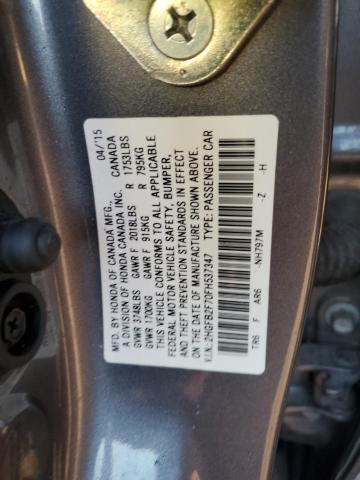 MFD. BY HONDA OF CANADA MFG., 04/'15
A DIVISION OF HONDA CANADA INC. CANADA
GVWR 3748LBS GAWR F 2018LBS R 1753LBS
GVWR 1700KG GAWR F 915KG R 795KG
THIS VEHICLE CONFORMS TO ALL APPLICABLE
FEDERAL MOTOR VEHICLE SAFETY, BUMPER,
AND THEFT PREVENTION STANDARDS IN EFFECT
ON THE DATE OF MANUFACTURE SHOWN ABOVE.
V.I.N.: 2HGFB2F70FH537347 TYPE: PASSENGER CAR
TR6 F AR6 -NH797M -Z -H